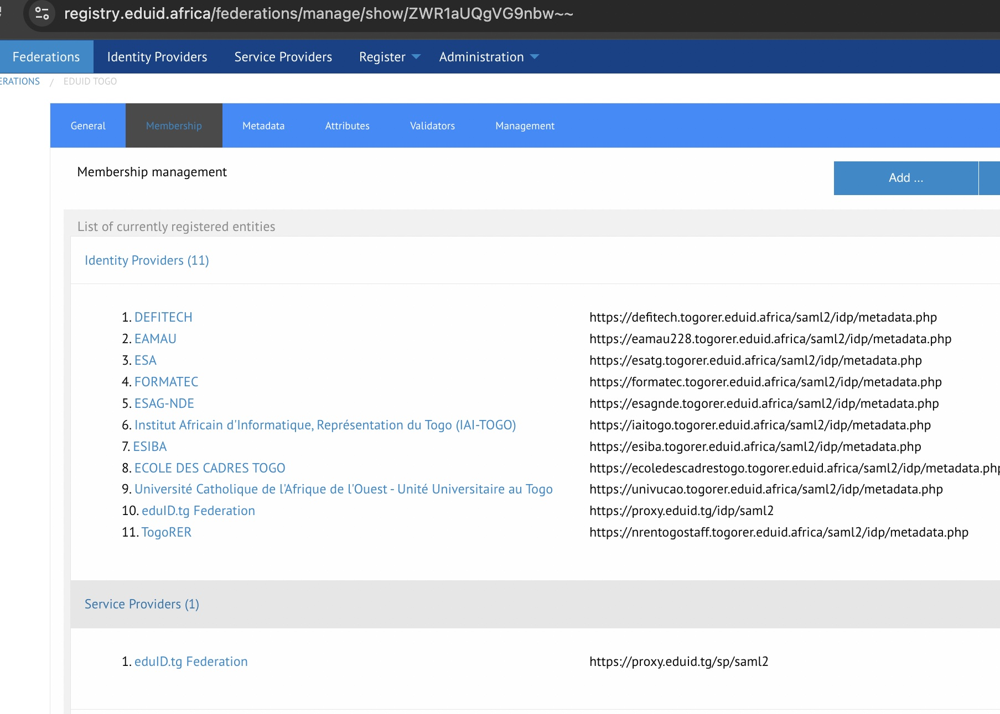 registry.eduid.africa/federations/manage/show/ZWR1aUQgVG9nbw~~
Federations Identity Providers Service Providers Register Administration
ERATIONS / EDUID TOGO
General Membership Metadata Attributes Validators Management
Membership management
Add ...
List of currently registered entities
Identity Providers (11)
1. DEFITECH https://defitech.togorer.eduid.africa/saml2/idp/metadata.php
2. EAMAU https://eamau228.togorer.eduid.africa/saml2/idp/metadata.php
3. ESA https://esatg.togorer.eduid.africa/saml2/idp/metadata.php
4. FORMATEC https://formatec.togorer.eduid.africa/saml2/idp/metadata.php
5. ESAG-NDE https://esagnde.togorer.eduid.africa/saml2/idp/metadata.php
6. Institut Africain d'Informatique, Représentation du Togo (IAI-TOGO) https://iaitogo.togorer.eduid.africa/saml2/idp/metadata.php
7. ESIBA https://esiba.togorer.eduid.africa/saml2/idp/metadata.php
8. ECOLE DES CADRES TOGO https://ecoledescadrestogo.togorer.eduid.africa/saml2/idp/metadata.php
9. Université Catholique de l'Afrique de l'Ouest - Unité Universitaire au Togo https://univucao.togorer.eduid.africa/saml2/idp/metadata.php
10. eduID.tg Federation https://proxy.eduid.tg/idp/saml2
11. TogoRER https://nrentogostaff.togorer.eduid.africa/saml2/idp/metadata.php
Service Providers (1)
1. eduID.tg Federation https://proxy.eduid.tg/sp/saml2